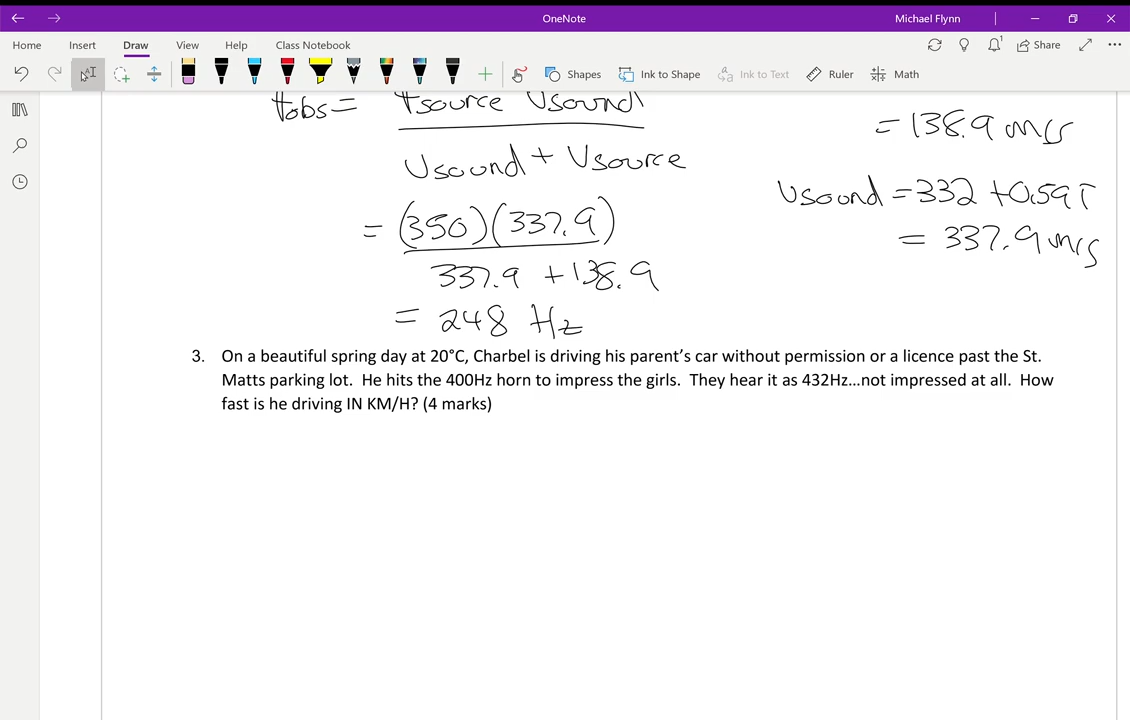 OneNote
Michael Flynn
Home Insert Draw View Help Class Notebook
1 Share
Shapes Ink to Shape Ink to Text Ruler Math
fobs = fsource Vsound
Vsound + Vsource
= (350)(337.9)
337.9 + 138.9
= 248 Hz
= 138.9 m/s
Vsound = 332 + 0.59T
= 337.9 m/s
3. On a beautiful spring day at 20°C, Charbel is driving his parent's car without permission or a licence past the St.
Matts parking lot. He hits the 400Hz horn to impress the girls. They hear it as 432Hz...not impressed at all. How
fast is he driving IN KM/H? (4 marks)